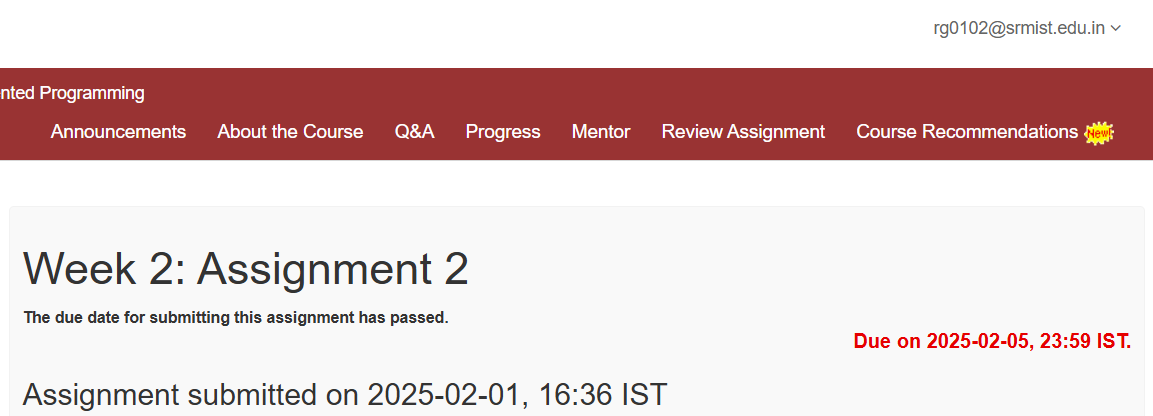 rg0102@srmist.edu.in
nted Programming
Announcements About the Course Q&A Progress Mentor Review Assignment Course Recommendations New!
Week 2: Assignment 2
The due date for submitting this assignment has passed.
Due on 2025-02-05, 23:59 IST.
Assignment submitted on 2025-02-01, 16:36 IST